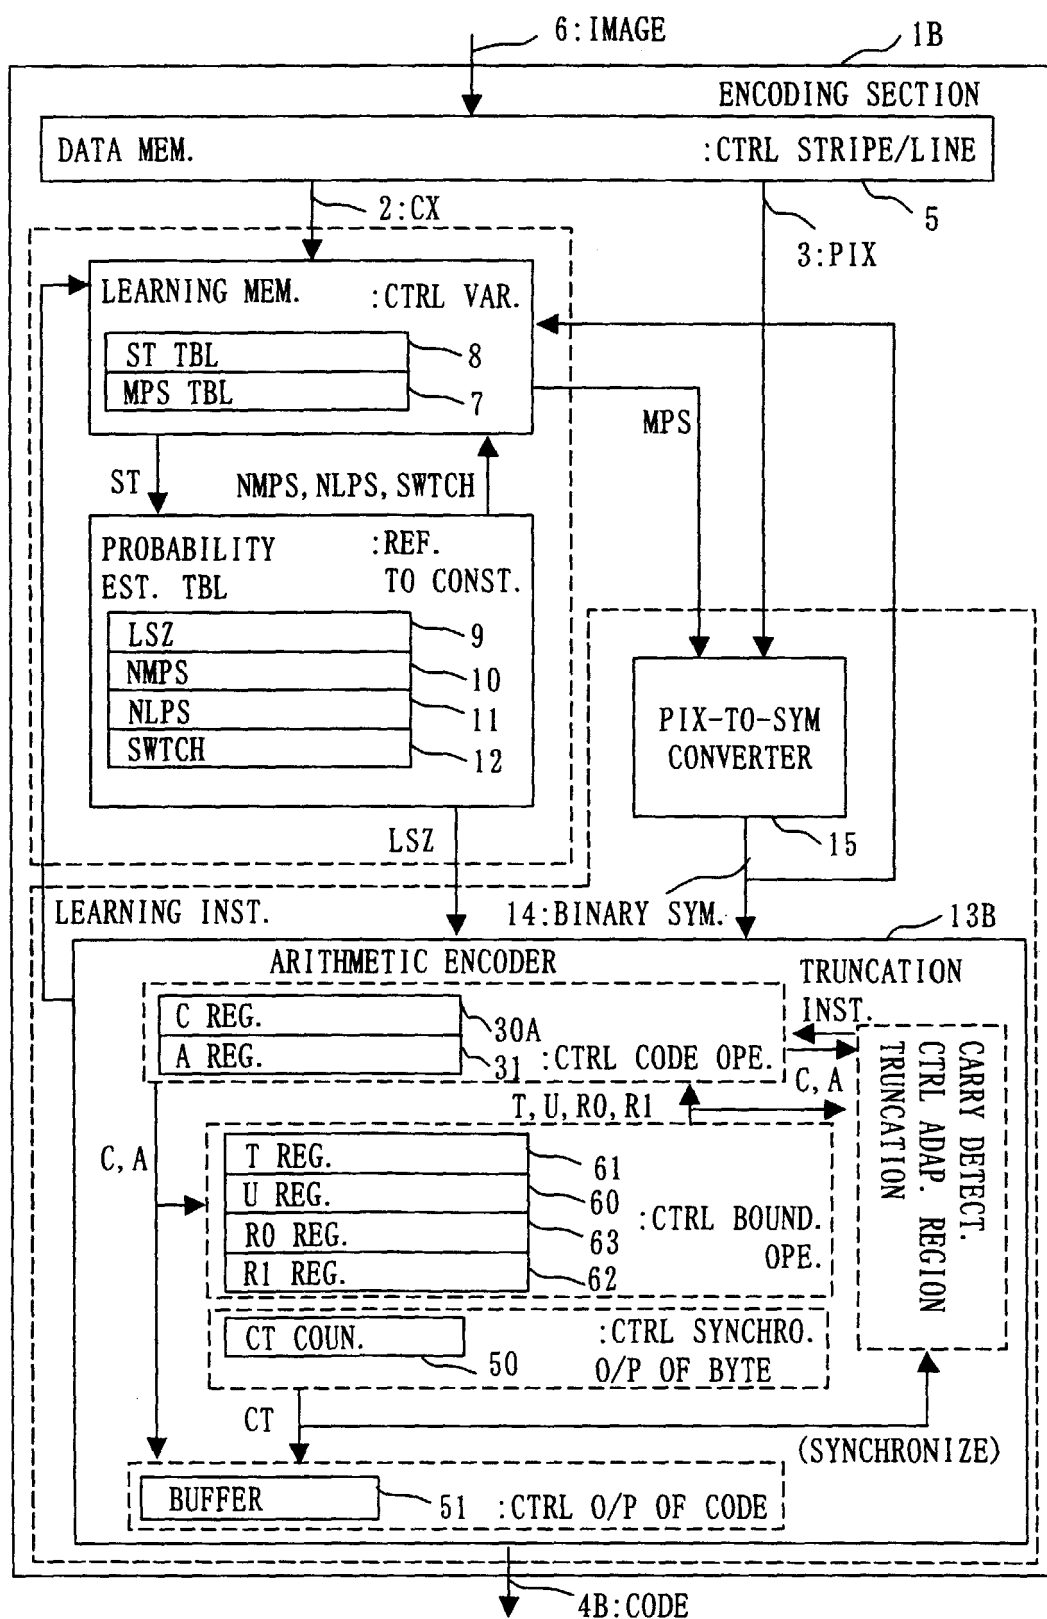 6:IMAGE
1B
ENCODING SECTION
DATA MEM.
:CTRL STRIPE/LINE
2:CX
5
3:PIX
LEARNING MEM.
:CTRL VAR.
ST TBL
8
MPS TBL
7
MPS
ST
NMPS, NLPS, SWTCH
PROBABILITY
EST. TBL
:REF.
TO CONST.
LSZ
9
NMPS
10
NLPS
11
SWTCH
12
PIX-TO-SYM
CONVERTER
15
LSZ
LEARNING INST.
14:BINARY SYM.
13B
ARITHMETIC ENCODER
TRUNCATION
INST.
C REG.
30A
A REG.
31
:CTRL CODE OPE.
C, A
T, U, R0, R1
CARRY DETECT.
CTRL ADAP. REGION
TRUNCATION
C, A
T REG.
61
U REG.
60
R0 REG.
63
R1 REG.
62
:CTRL BOUND.
OPE.
CT COUN.
50
:CTRL SYNCHRO.
O/P OF BYTE
CT
(SYNCHRONIZE)
BUFFER
51
:CTRL O/P OF CODE
4B:CODE